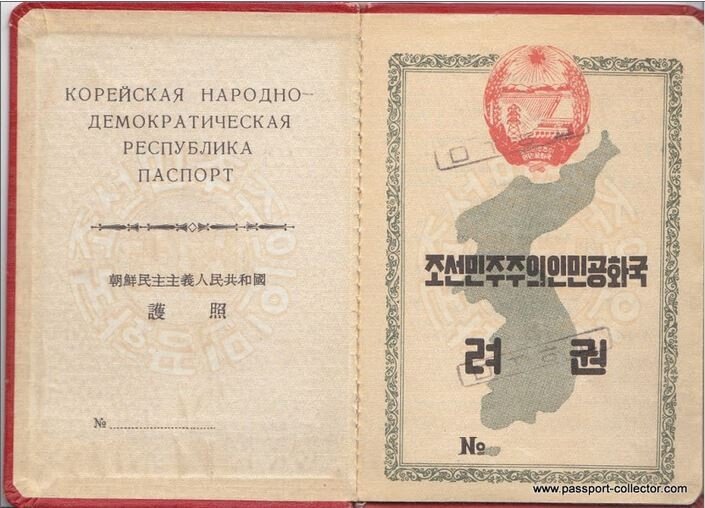 КОРЕЙСКАЯ НАРОДНО-
ДЕМОКРАТИЧЕСКАЯ
РЕСПУБЛИКА
ПАСПОРТ
朝鮮民主主義人民共和國
護 照
№
조선민주주의인민공화국
려 권
№
www.passport-collector.com